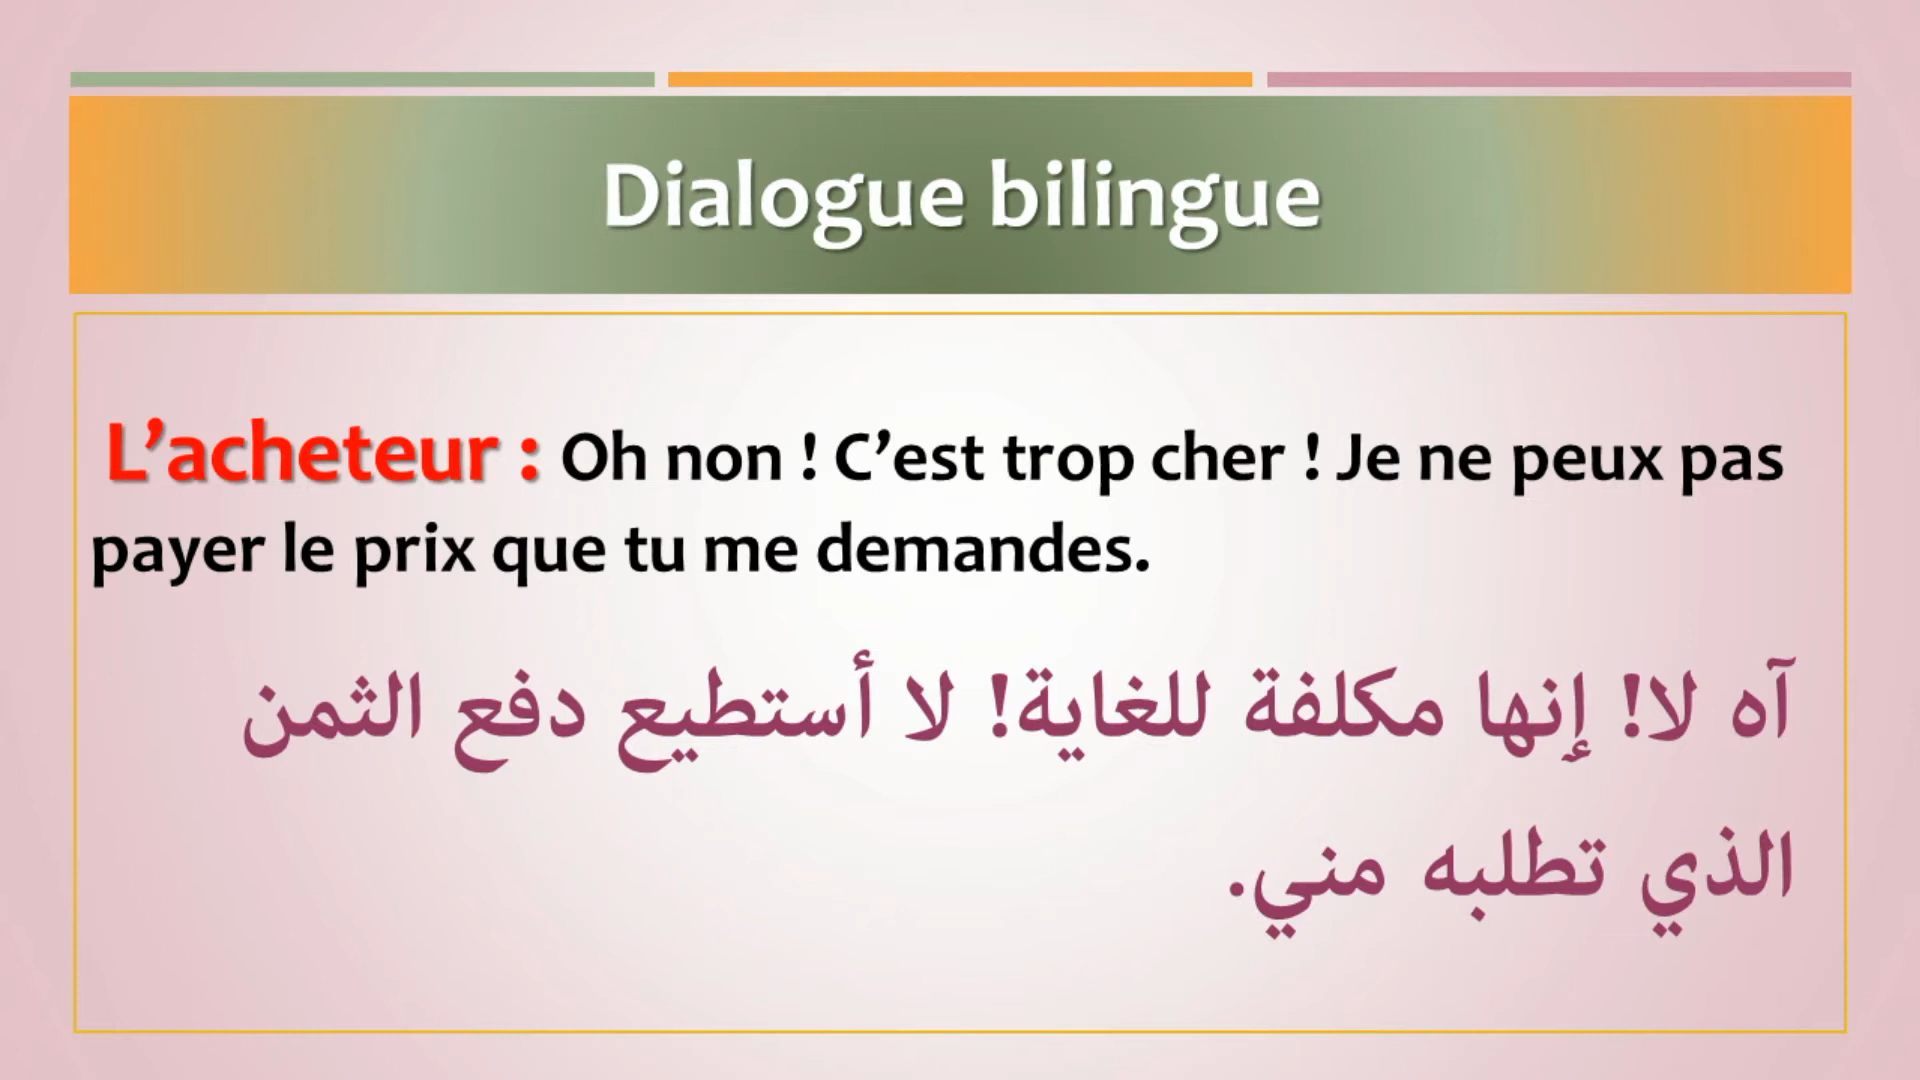 Dialogue bilingue
L’acheteur : Oh non ! C’est trop cher ! Je ne peux pas
payer le prix que tu me demandes.
آه لا! إنها مكلفة للغاية! لا أستطيع دفع الثمن
الذي تطلبه مني.